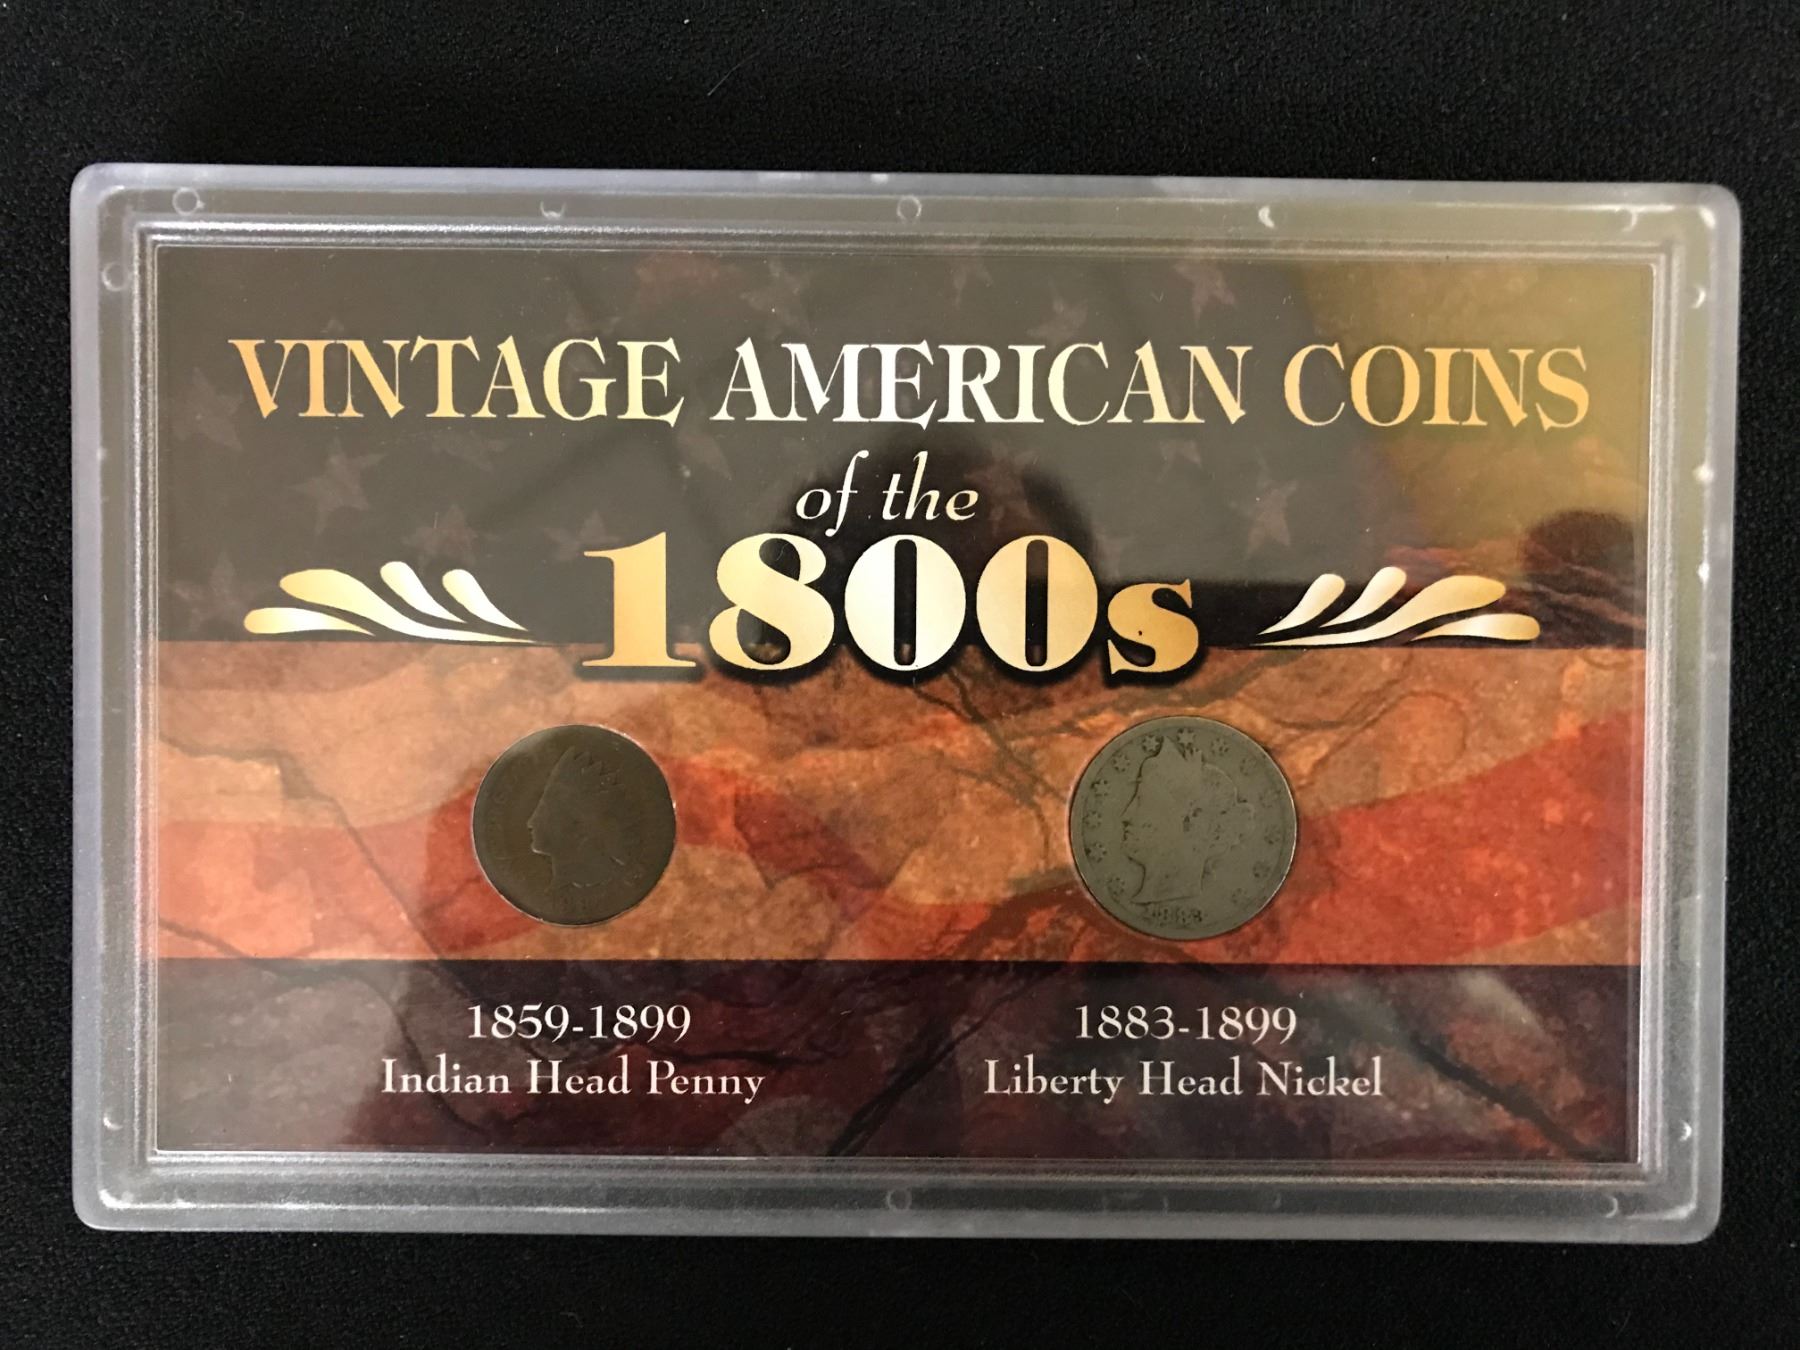 VINTAGE AMERICAN COINS
of the
1800s
1859-1899
Indian Head Penny
1883-1899
Liberty Head Nickel